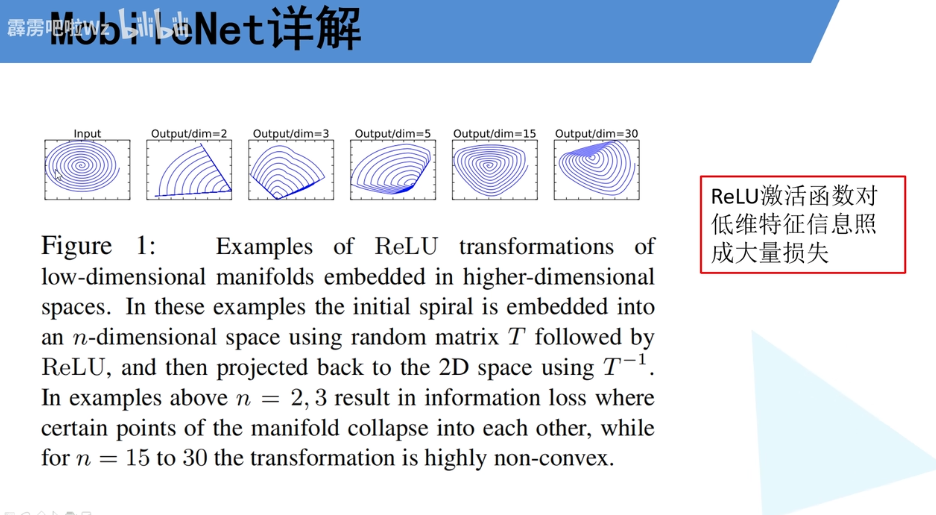 MobileNet详解
霹雳吧啦Wz bilibili
Input Output/dim=2 Output/dim=3 Output/dim=5 Output/dim=15 Output/dim=30
Figure 1: Examples of ReLU transformations of
low-dimensional manifolds embedded in higher-dimensional
spaces. In these examples the initial spiral is embedded into
an n-dimensional space using random matrix T followed by
ReLU, and then projected back to the 2D space using T⁻¹.
In examples above n = 2, 3 result in information loss where
certain points of the manifold collapse into each other, while
for n = 15 to 30 the transformation is highly non-convex.
ReLU激活函数对
低维特征信息照
成大量损失